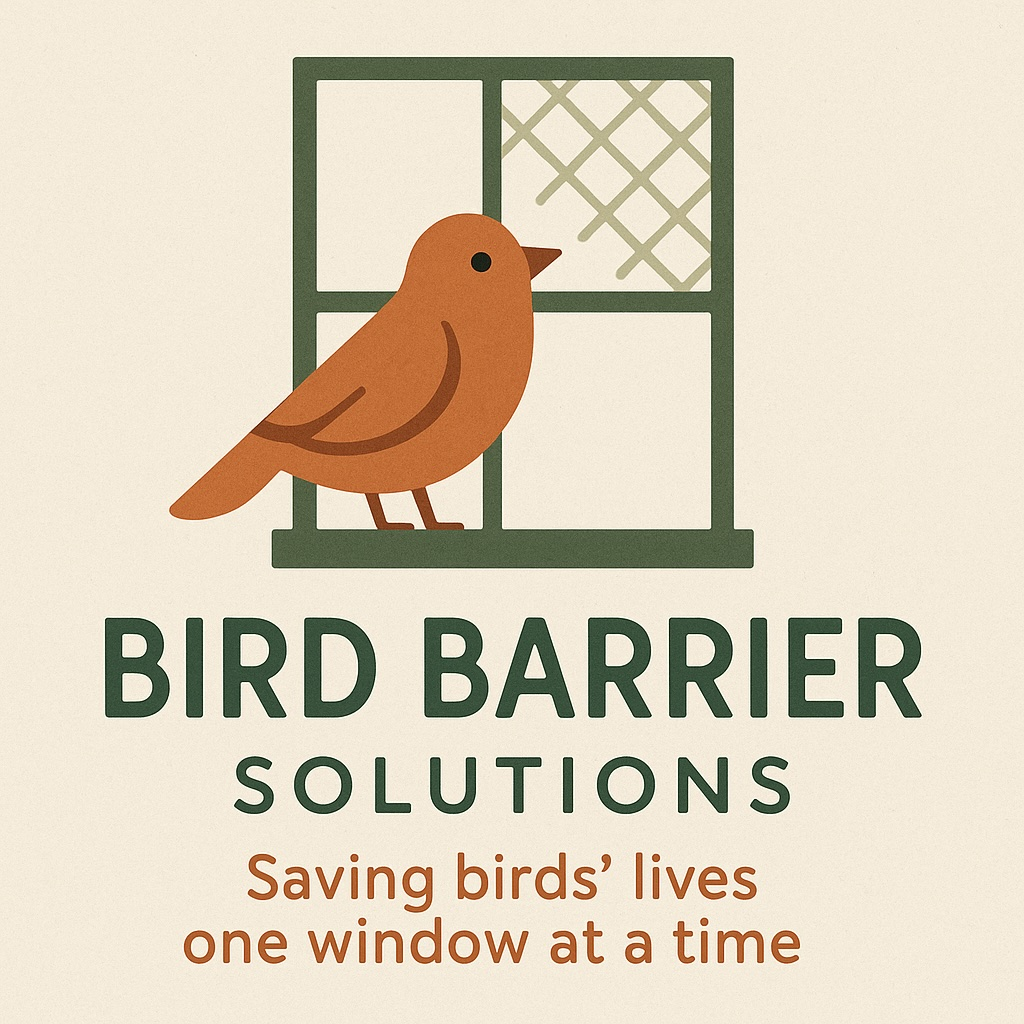 BIRD BARRIER
SOLUTIONS
Saving birds’ lives
one window at a time